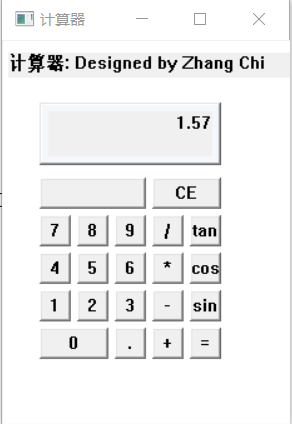 计算器
计算器: Designed by Zhang Chi
1.57
CE
7 8 9 / tan
4 5 6 * cos
1 2 3 - sin
0 . + =